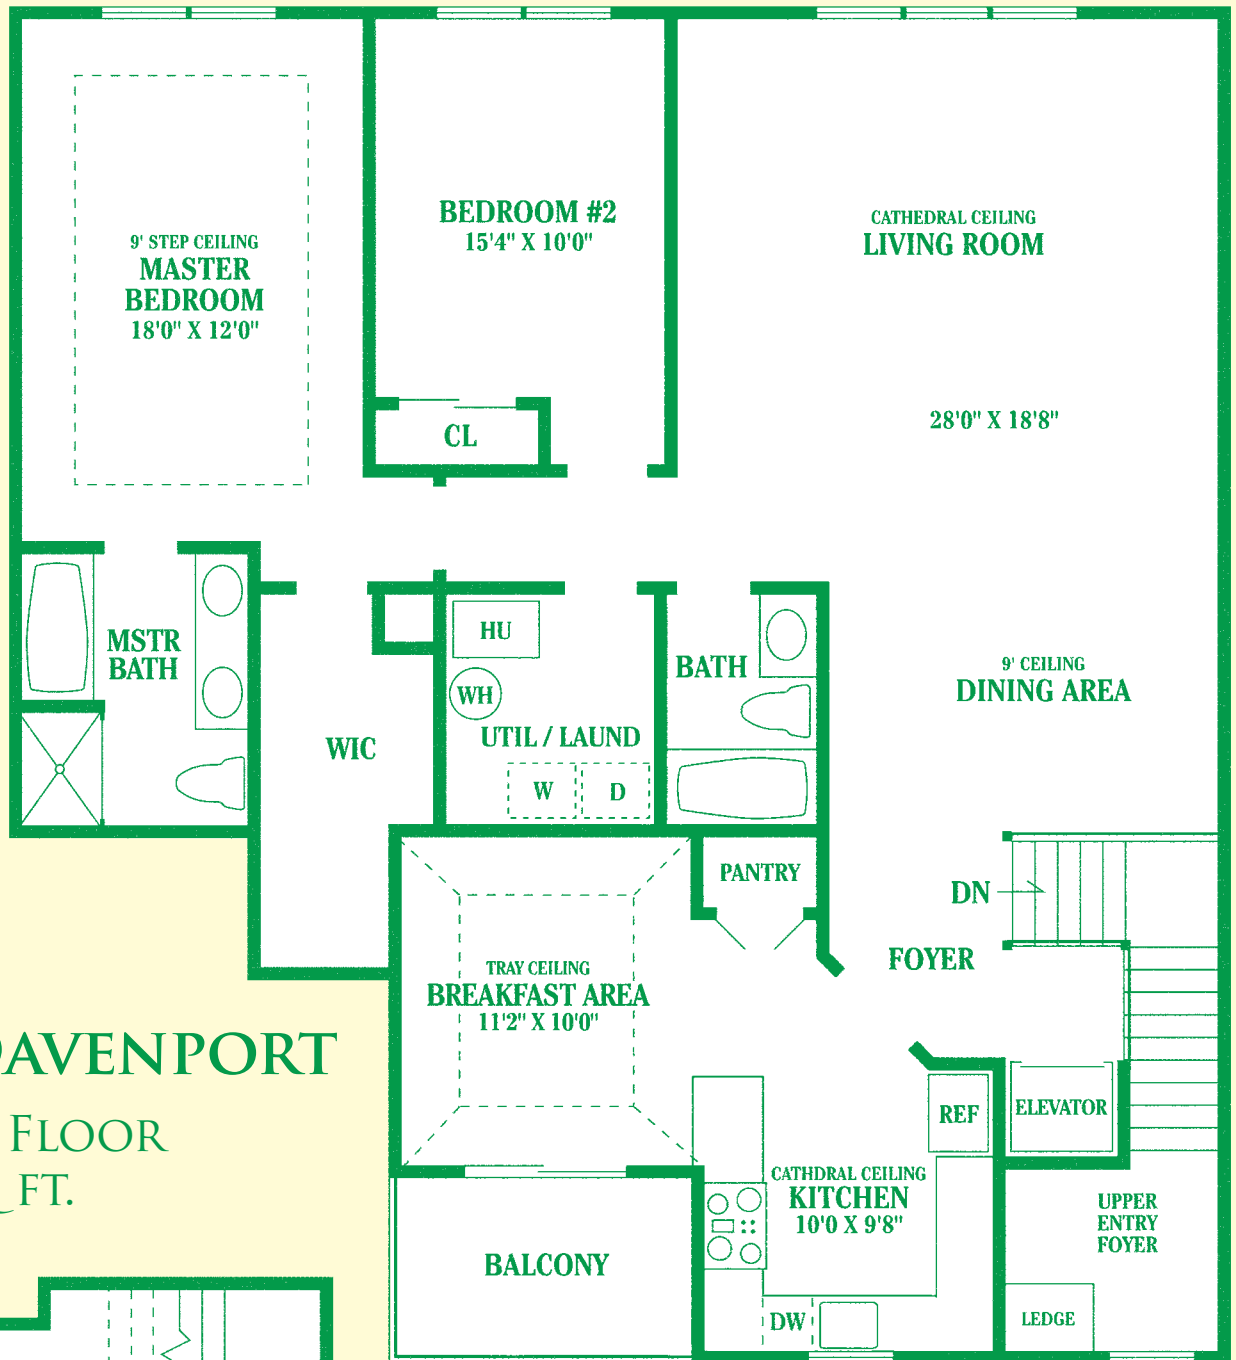 BEDROOM #2
15'4" X 10'0"
CATHEDRAL CEILING
LIVING ROOM
9' STEP CEILING
MASTER
BEDROOM
18'0" X 12'0"
28'0" X 18'8"
CL
HU
MSTR
BATH
BATH
9' CEILING
DINING AREA
WH
UTIL / LAUND
WIC
W
D
PANTRY
DN
FOYER
TRAY CEILING
BREAKFAST AREA
11'2" X 10'0"
AVENPORT
FLOOR
FT.
REF
ELEVATOR
CATHDRAL CEILING
KITCHEN
10'0 X 9'8"
UPPER
ENTRY
FOYER
BALCONY
DW
LEDGE